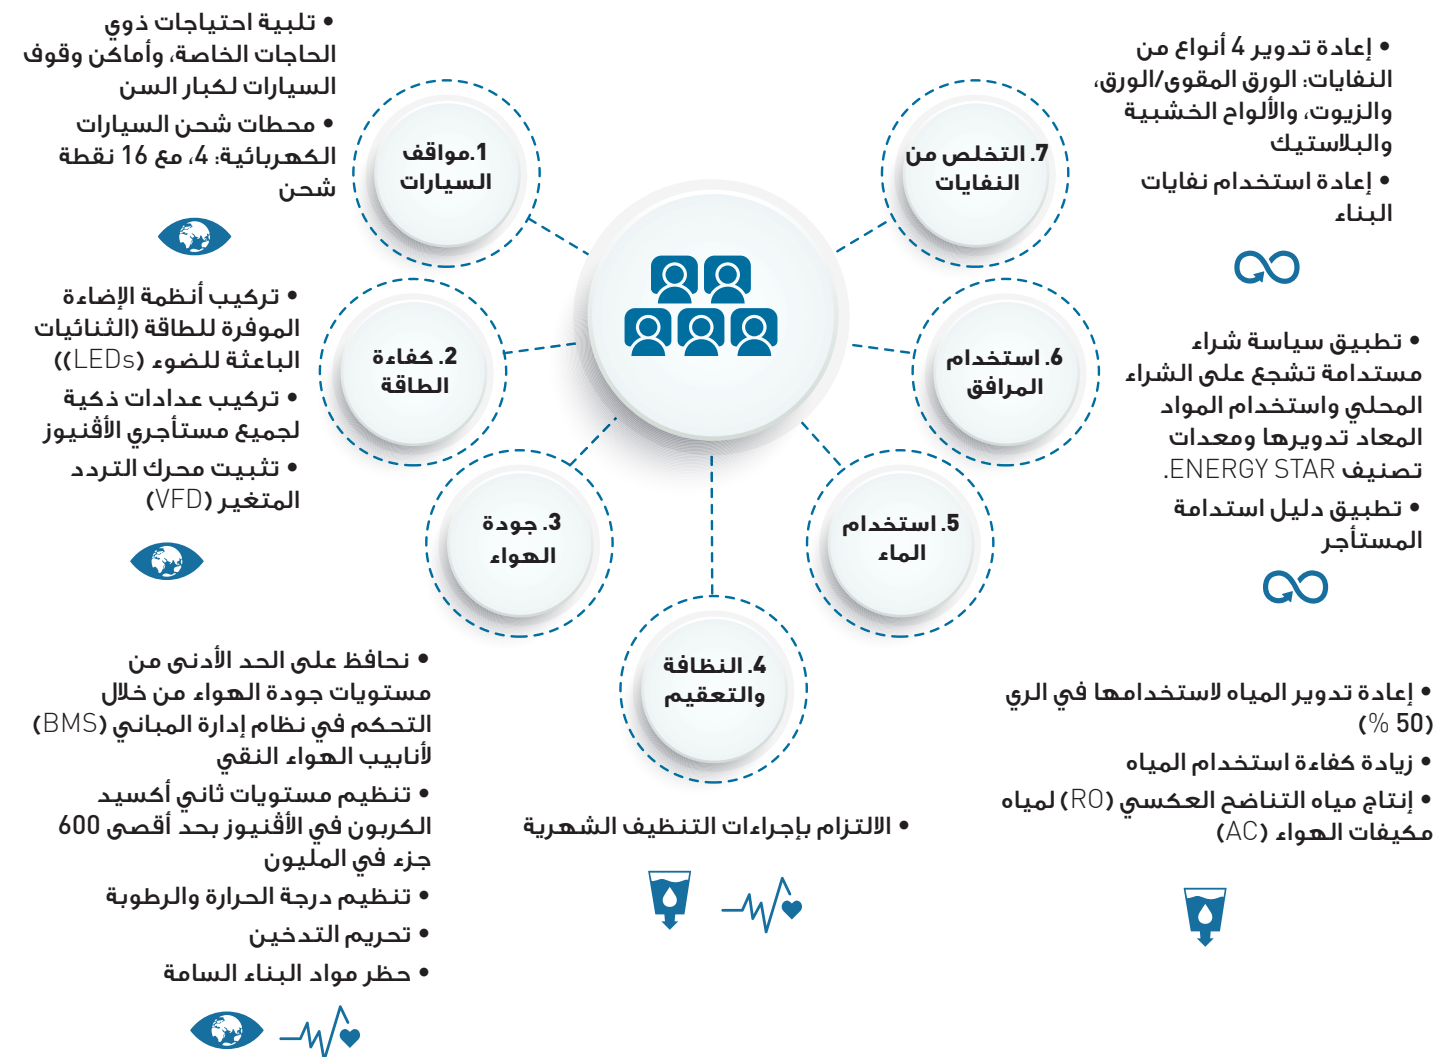 1.مواقف
السيارات
• تلبية احتياجات ذوي
الحاجات الخاصة، وأماكن وقوف
السيارات لكبار السن
• محطات شحن السيارات
الكهربائية: 4، مع 16 نقطة
شحن
2. كفاءة
الطاقة
• تركيب أنظمة الإضاءة
الموفرة للطاقة (الثنائيات
الباعثة للضوء (LEDs))
• تركيب عدادات ذكية
لجميع مستأجري الأڤنيوز
• تثبيت محرك التردد
المتغير (VFD)
3. جودة
الهواء
• نحافظ على الحد الأدنى من
مستويات جودة الهواء من خلال
التحكم في نظام إدارة المباني (BMS)
لأنابيب الهواء النقي
• تنظيم مستويات ثاني أكسيد
الكربون في الأڤنيوز بحد أقصى 600
جزء في المليون
• تنظيم درجة الحرارة والرطوبة
• تحريم التدخين
• حظر مواد البناء السامة
4. النظافة
والتعقيم
• الالتزام بإجراءات التنظيف الشهرية
5. استخدام
الماء
• إعادة تدوير المياه لاستخدامها في الري
(50 %)
• زيادة كفاءة استخدام المياه
• إنتاج مياه التناضح العكسي (RO) لمياه
مكيفات الهواء (AC)
6. استخدام
المرافق
• تطبيق سياسة شراء
مستدامة تشجع على الشراء
المحلي واستخدام المواد
المعاد تدويرها ومعدات
تصنيف ENERGY STAR.
• تطبيق دليل استدامة
المستأجر
7. التخلص من
النفايات
• إعادة تدوير 4 أنواع من
النفايات: الورق المقوى/الورق،
والزيوت، والألواح الخشبية
والبلاستيك
• إعادة استخدام نفايات
البناء